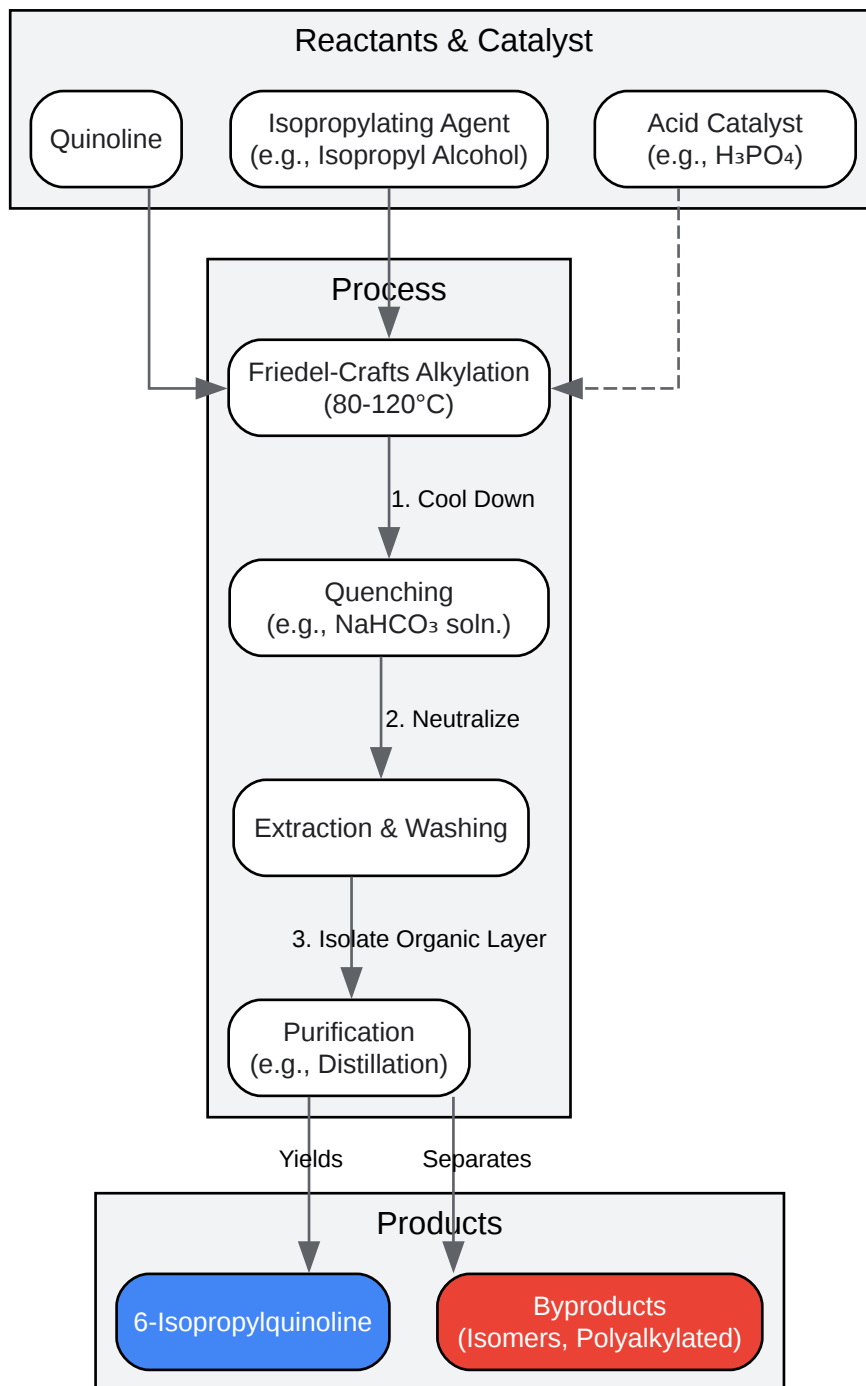 Reactants & Catalyst
Quinoline
Isopropylating Agent
(e.g., Isopropyl Alcohol)
Acid Catalyst
(e.g., H₃PO₄)
Process
Friedel-Crafts Alkylation
(80-120°C)
1. Cool Down
Quenching
(e.g., NaHCO₃ soln.)
2. Neutralize
Extraction & Washing
3. Isolate Organic Layer
Purification
(e.g., Distillation)
Yields
Separates
Products
6-Isopropylquinoline
Byproducts
(Isomers, Polyalkylated)